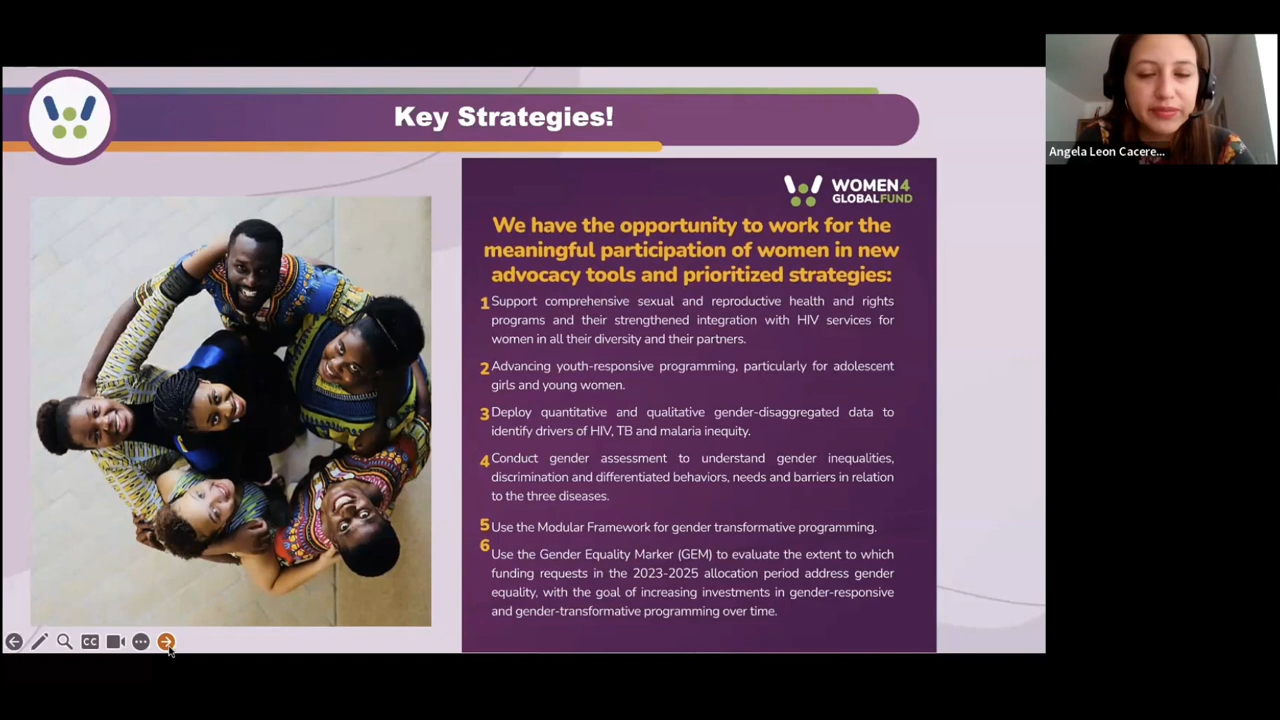 Key Strategies!
WOMEN4
GLOBALFUND
We have the opportunity to work for the
meaningful participation of women in new
advocacy tools and prioritized strategies:
1 Support comprehensive sexual and reproductive health and rights
programs and their strengthened integration with HIV services for
women in all their diversity and their partners.
2 Advancing youth-responsive programming, particularly for adolescent
girls and young women.
3 Deploy quantitative and qualitative gender-disaggregated data to
identify drivers of HIV, TB and malaria inequity.
4 Conduct gender assessment to understand gender inequalities,
discrimination and differentiated behaviors, needs and barriers in relation
to the three diseases.
5 Use the Modular Framework for gender transformative programming.
6 Use the Gender Equality Marker (GEM) to evaluate the extent to which
funding requests in the 2023-2025 allocation period address gender
equality, with the goal of increasing investments in gender-responsive
and gender-transformative programming over time.
CC
Angela Leon Cacere...